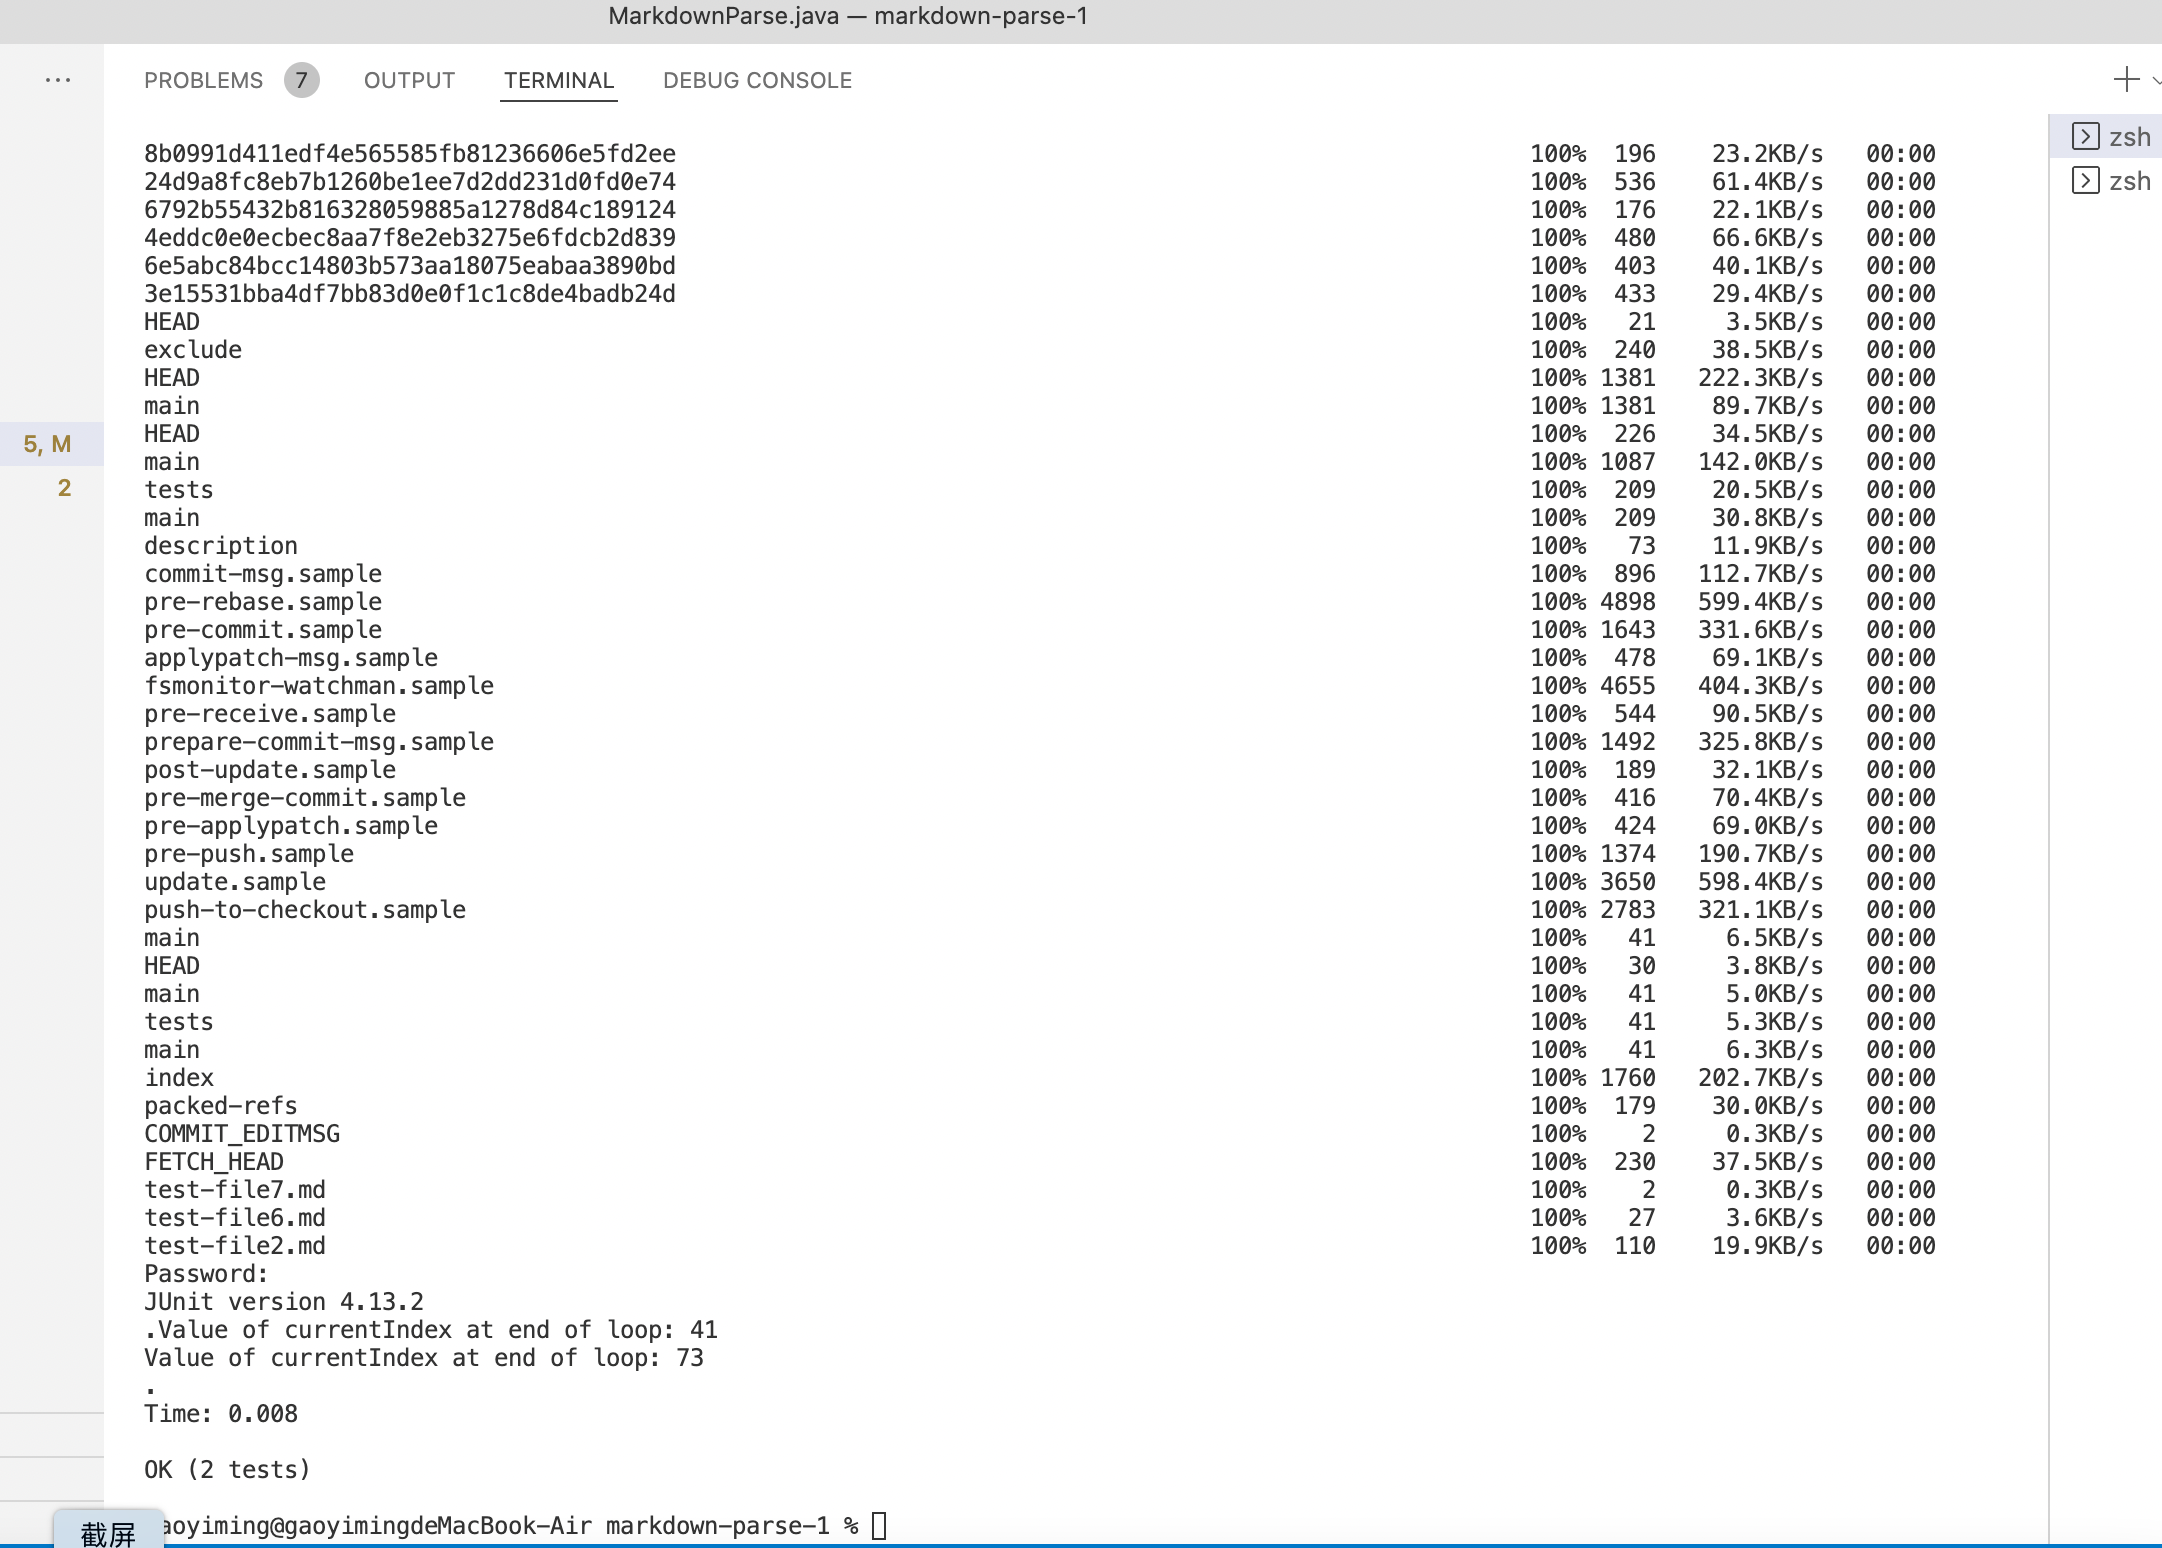 MarkdownParse.java — markdown-parse-1
··· PROBLEMS 7 OUTPUT TERMINAL DEBUG CONSOLE
zsh
zsh
5, M
2
8b0991d411edf4e565585fb81236606e5fd2ee 100% 196 23.2KB/s 00:00
24d9a8fc8eb7b1260be1ee7d2dd231d0fd0e74 100% 536 61.4KB/s 00:00
6792b55432b816328059885a1278d84c189124 100% 176 22.1KB/s 00:00
4eddc0e0ecbec8aa7f8e2eb3275e6fdcb2d839 100% 480 66.6KB/s 00:00
6e5abc84bcc14803b573aa18075eabaa3890bd 100% 403 40.1KB/s 00:00
3e15531bba4df7bb83d0e0f1c1c8de4badb24d 100% 433 29.4KB/s 00:00
HEAD 100% 21 3.5KB/s 00:00
exclude 100% 240 38.5KB/s 00:00
HEAD 100% 1381 222.3KB/s 00:00
main 100% 1381 89.7KB/s 00:00
HEAD 100% 226 34.5KB/s 00:00
main 100% 1087 142.0KB/s 00:00
tests 100% 209 20.5KB/s 00:00
main 100% 209 30.8KB/s 00:00
description 100% 73 11.9KB/s 00:00
commit-msg.sample 100% 896 112.7KB/s 00:00
pre-rebase.sample 100% 4898 599.4KB/s 00:00
pre-commit.sample 100% 1643 331.6KB/s 00:00
applypatch-msg.sample 100% 478 69.1KB/s 00:00
fsmonitor-watchman.sample 100% 4655 404.3KB/s 00:00
pre-receive.sample 100% 544 90.5KB/s 00:00
prepare-commit-msg.sample 100% 1492 325.8KB/s 00:00
post-update.sample 100% 189 32.1KB/s 00:00
pre-merge-commit.sample 100% 416 70.4KB/s 00:00
pre-applypatch.sample 100% 424 69.0KB/s 00:00
pre-push.sample 100% 1374 190.7KB/s 00:00
update.sample 100% 3650 598.4KB/s 00:00
push-to-checkout.sample 100% 2783 321.1KB/s 00:00
main 100% 41 6.5KB/s 00:00
HEAD 100% 30 3.8KB/s 00:00
main 100% 41 5.0KB/s 00:00
tests 100% 41 5.3KB/s 00:00
main 100% 41 6.3KB/s 00:00
index 100% 1760 202.7KB/s 00:00
packed-refs 100% 179 30.0KB/s 00:00
COMMIT_EDITMSG 100% 2 0.3KB/s 00:00
FETCH_HEAD 100% 230 37.5KB/s 00:00
test-file7.md 100% 2 0.3KB/s 00:00
test-file6.md 100% 27 3.6KB/s 00:00
test-file2.md 100% 110 19.9KB/s 00:00
Password:
JUnit version 4.13.2
.Value of currentIndex at end of loop: 41
Value of currentIndex at end of loop: 73
.
Time: 0.008
OK (2 tests)
aoyiming@gaoyimingdeMacBook-Air markdown-parse-1 %
截屏